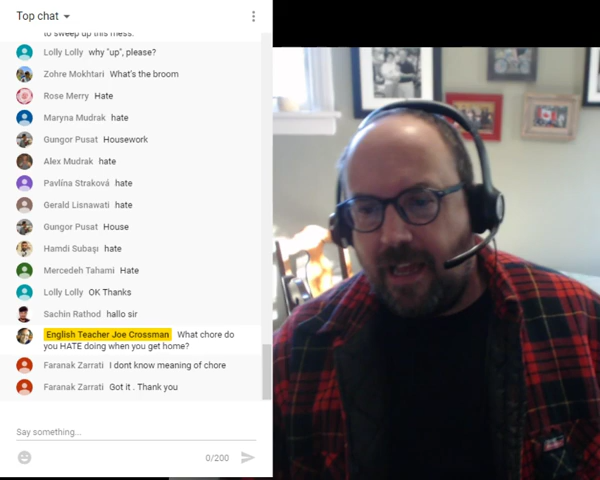 Top chat
to sweep up this mess.
Lolly Lolly why "up", please?
Zohre Mokhtari What's the broom
Rose Merry Hate
Maryna Mudrak hate
Gungor Pusat Housework
Alex Mudrak hate
Pavlína Straková hate
Gerald Lisnawati hate
Gungor Pusat House
Hamdi Subaşı hate
Mercedeh Tahami Hate
Lolly Lolly OK Thanks
Sachin Rathod hallo sir
English Teacher Joe Crossman What chore do
you HATE doing when you get home?
Faranak Zarrati I dont know meaning of chore
Faranak Zarrati Got it . Thank you
Say something...
0/200